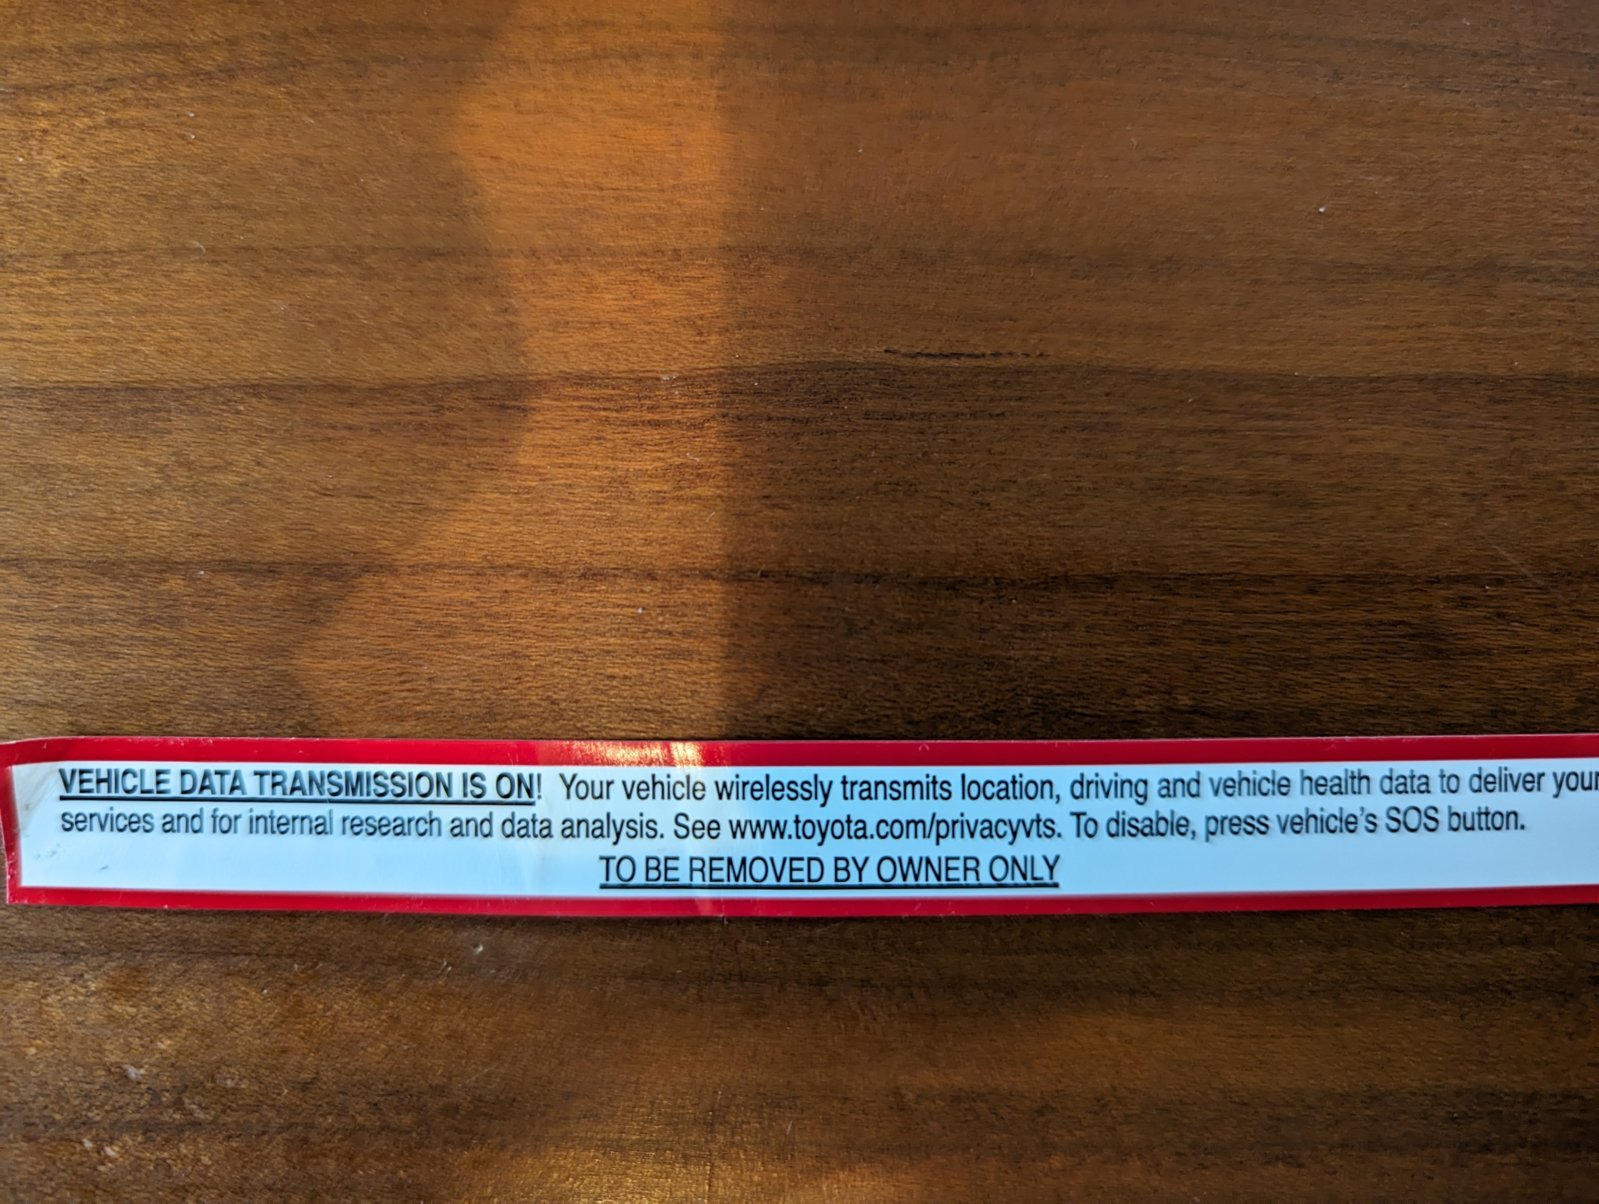 VEHICLE DATA TRANSMISSION IS ON! Your vehicle wirelessly transmits location, driving and vehicle health data to deliver your
services and for internal research and data analysis. See www.toyota.com/privacyvts. To disable, press vehicle's SOS button.
TO BE REMOVED BY OWNER ONLY